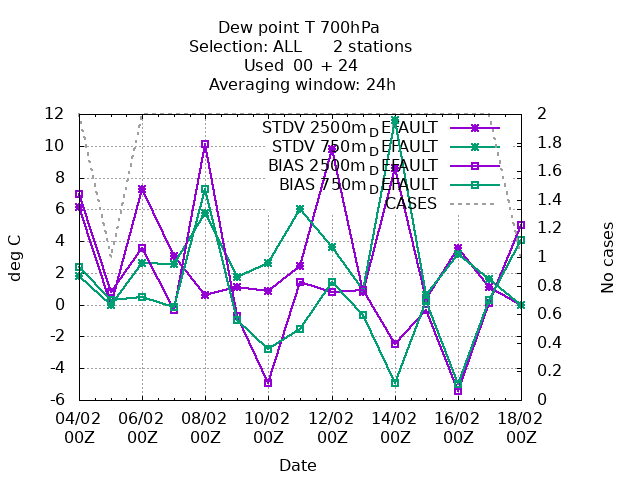 Dew point T 700hPa
Selection: ALL 2 stations
Used 00 + 24
Averaging window: 24h
12
10
8
6
4
2
0
-2
-4
-6
deg C
STDV 2500m_DEFAULT
STDV 750m_DEFAULT
BIAS 2500m_DEFAULT
BIAS 750m_DEFAULT
CASES
2
1.8
1.6
1.4
1.2
1
0.8
0.6
0.4
0.2
0
No cases
04/02 06/02 08/02 10/02 12/02 14/02 16/02 18/02
00Z 00Z 00Z 00Z 00Z 00Z 00Z 00Z
Date